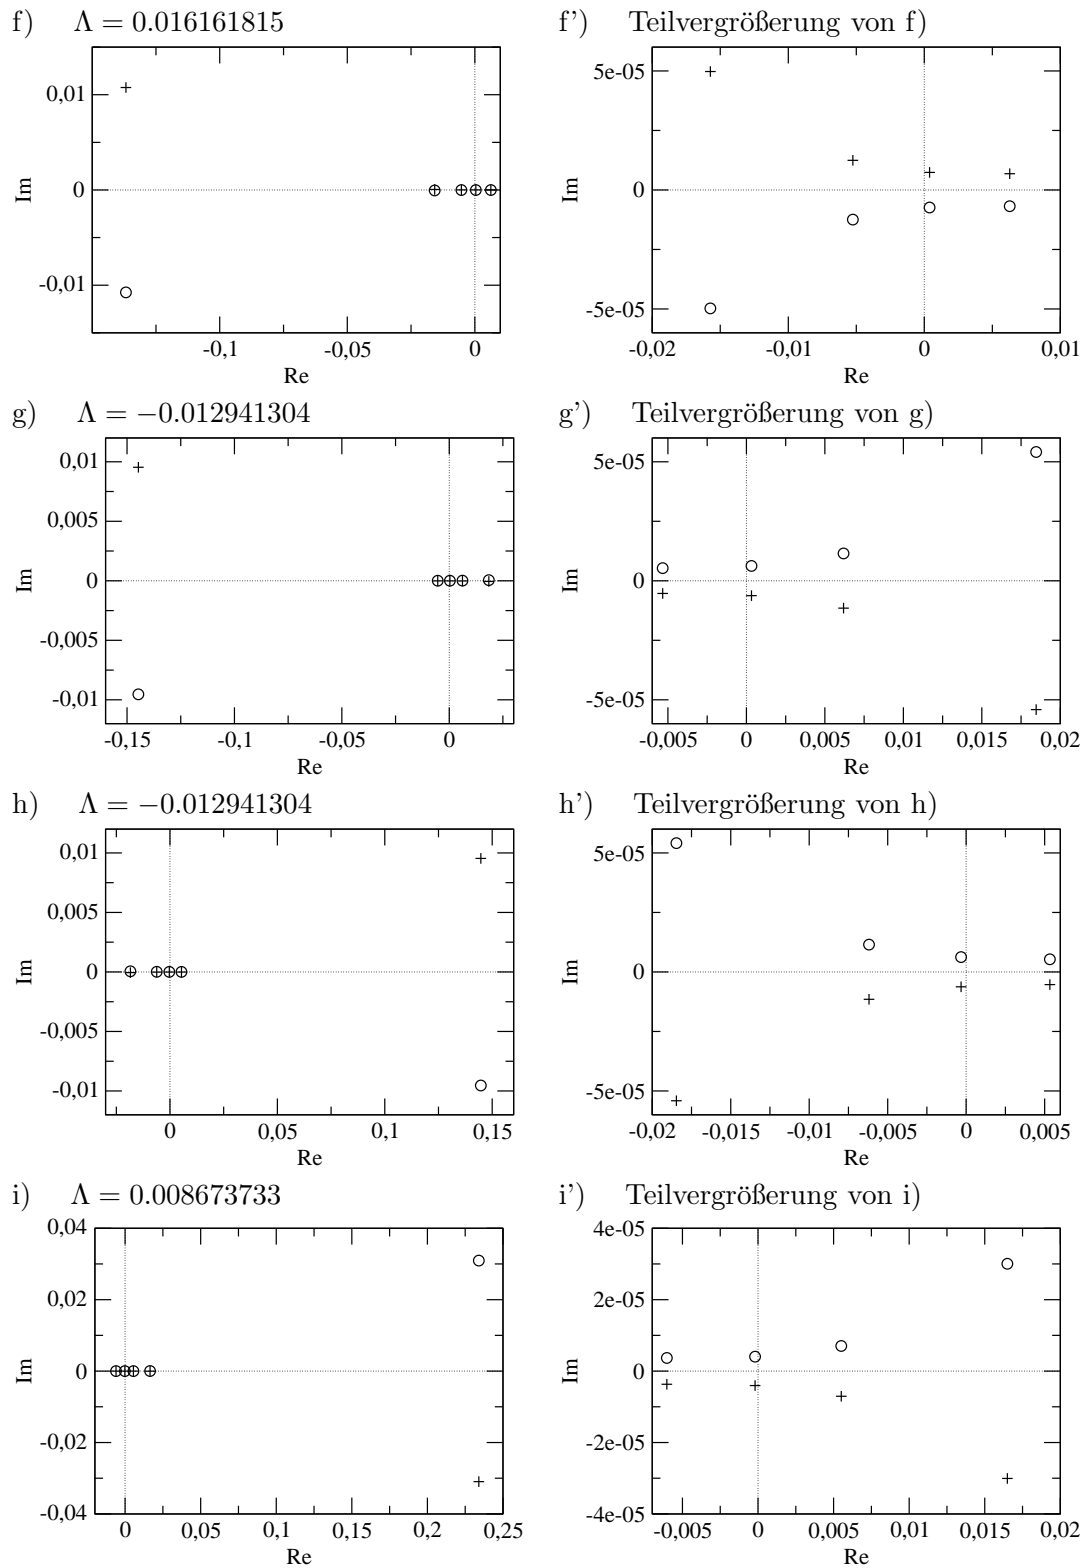 f) Λ = 0.016161815
f’) Teilvergrößerung von f)
0,01
0
-0,01
Im
-0,1
-0,05
0
Re
5e-05
0
-5e-05
Im
-0,02
-0,01
0
0,01
Re
g) Λ = −0.012941304
g’) Teilvergrößerung von g)
0,01
0,005
0
-0,005
-0,01
Im
-0,15
-0,1
-0,05
0
Re
5e-05
0
-5e-05
Im
-0,005
0
0,005
0,01
0,015
0,02
Re
h) Λ = −0.012941304
h’) Teilvergrößerung von h)
0,01
0,005
0
-0,005
-0,01
Im
0
0,05
0,1
0,15
Re
5e-05
0
-5e-05
Im
-0,02
-0,015
-0,01
-0,005
0
0,005
Re
i) Λ = 0.008673733
i’) Teilvergrößerung von i)
0,04
0,02
0
-0,02
-0,04
Im
0
0,05
0,1
0,15
0,2
0,25
Re
4e-05
2e-05
0
-2e-05
-4e-05
Im
-0,005
0
0,005
0,01
0,015
0,02
Re